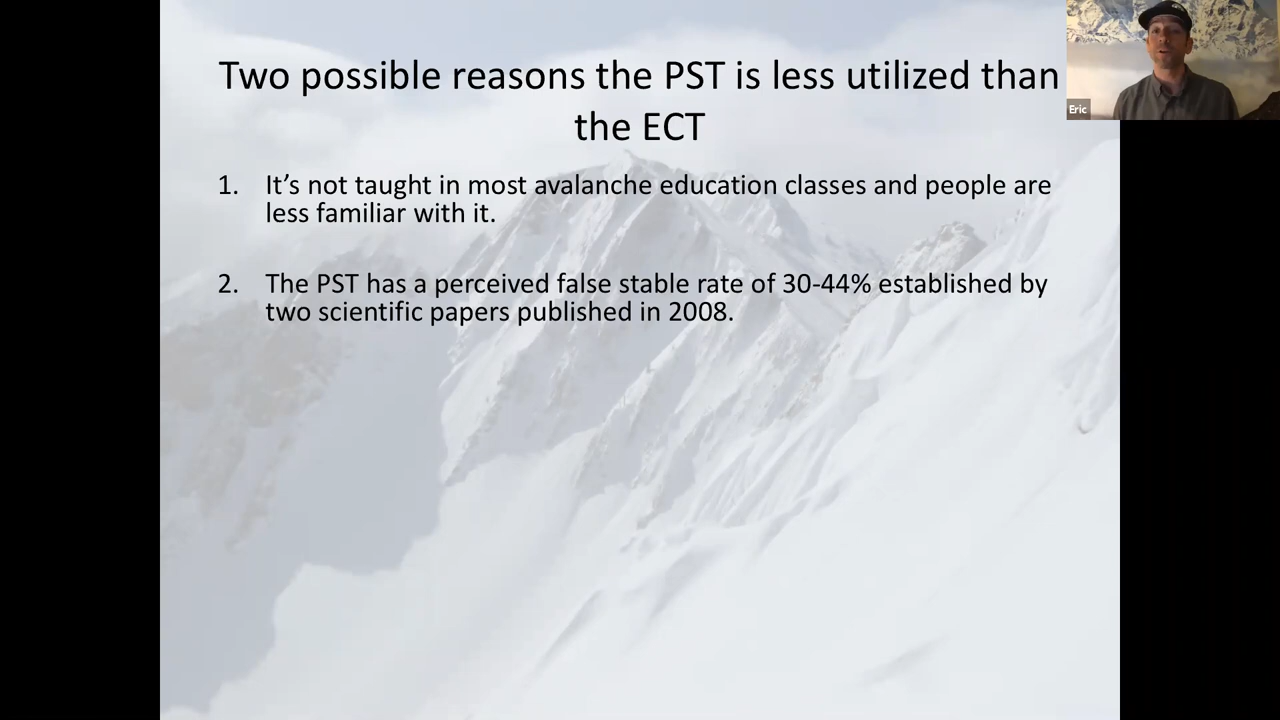 Two possible reasons the PST is less utilized than
the ECT
1. It’s not taught in most avalanche education classes and people are
less familiar with it.
2. The PST has a perceived false stable rate of 30-44% established by
two scientific papers published in 2008.
Eric